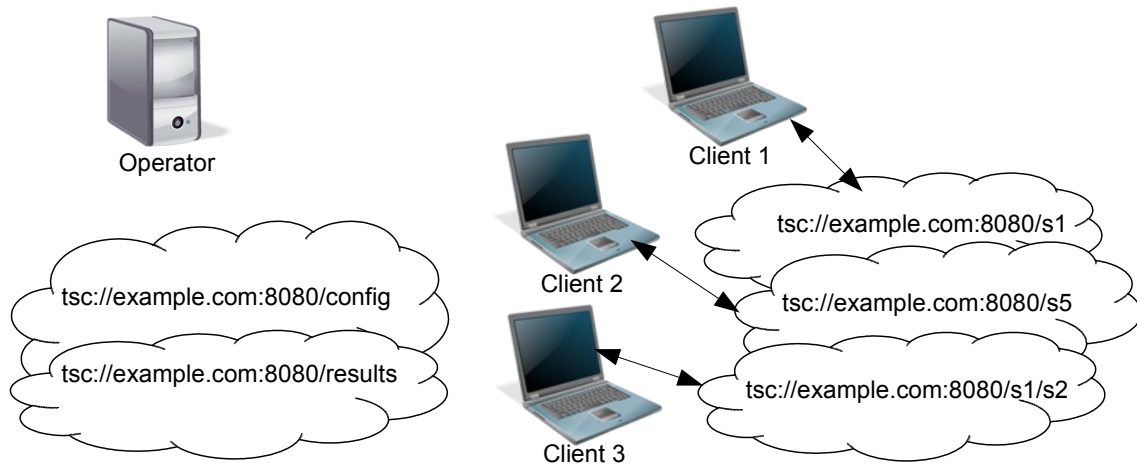 Operator
Client 1
tsc://example.com:8080/s1
Client 2
tsc://example.com:8080/config
tsc://example.com:8080/s5
tsc://example.com:8080/results
tsc://example.com:8080/s1/s2
Client 3